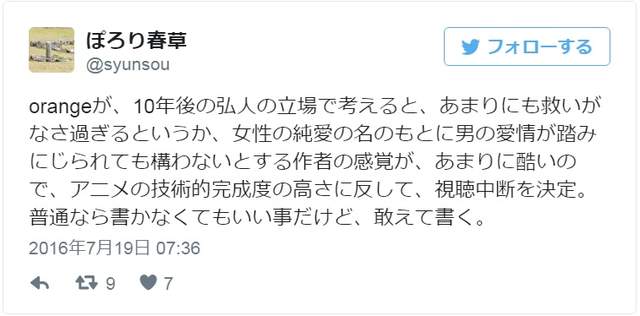 ぽろり春草
@syunsou
フォローする
orangeが、10年後の弘人の立場で考えると、あまりにも救いが
なさ過ぎるというか、女性の純愛の名のもとに男の愛情が踏み
にじられても構わないとする作者の感覚が、あまりに酷いの
で、アニメの技術的完成度の高さに反して、視聴中断を決定。
普通なら書かなくてもいい事だけど、敢えて書く。
2016年7月19日 07:36
9
7